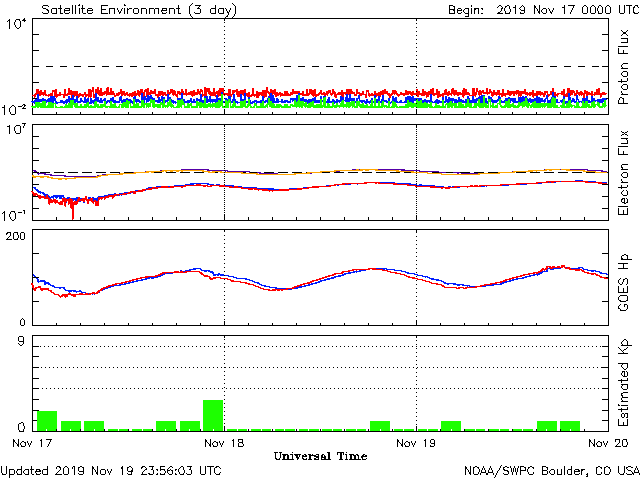 Satellite Environment (3 day) Begin: 2019 Nov 17 0000 UTC
10^4
10^-2
Proton Flux
10^7
10^-1
Electron Flux
200
0
GOES Hp
9
0
Estimated Kp
Nov 17 Nov 18 Nov 19 Nov 20
Universal Time
Updated 2019 Nov 19 23:56:03 UTC NOAA/SWPC Boulder, CO USA